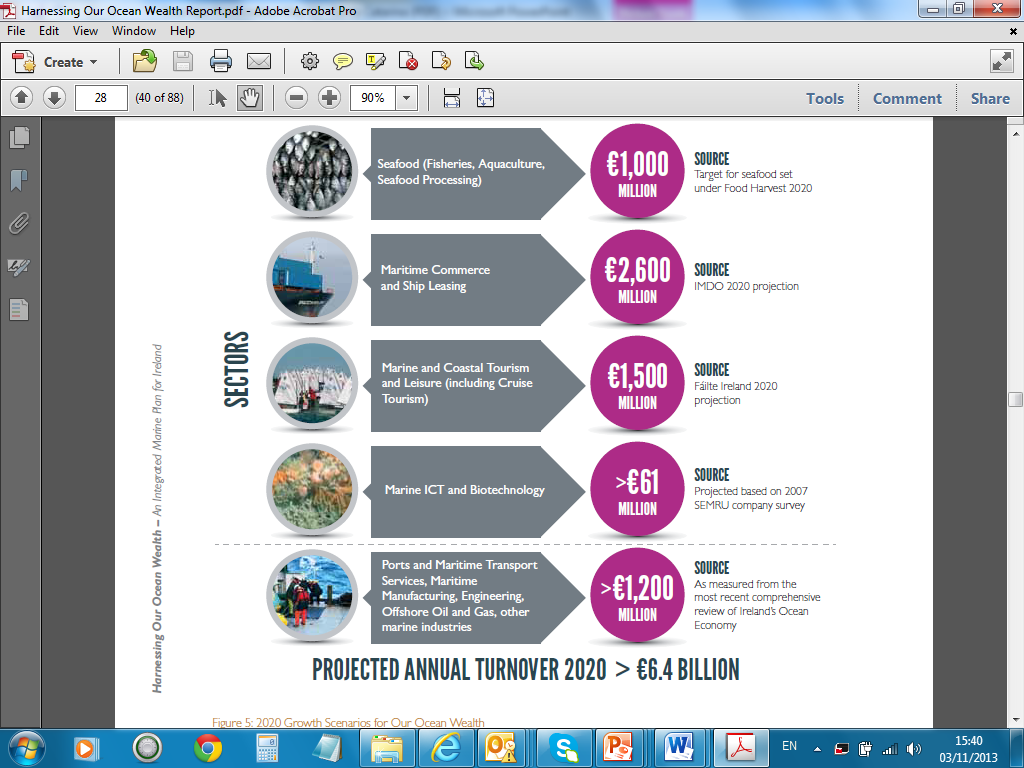 Harnessing Our Ocean Wealth Report.pdf - Adobe Acrobat Pro
File Edit View Window Help
Create
28 (40 of 88) 90% Tools Comment Share
SECTORS
Harnessing Our Ocean Wealth – An Integrated Marine Plan for Ireland
Seafood (Fisheries, Aquaculture,
Seafood Processing)
€1,000
MILLION
SOURCE
Target for seafood set
under Food Harvest 2020
Maritime Commerce
and Ship Leasing
€2,600
MILLION
SOURCE
IMDO 2020 projection
Marine and Coastal Tourism
and Leisure (including Cruise
Tourism)
€1,500
MILLION
SOURCE
Fáilte Ireland 2020
projection
Marine ICT and Biotechnology
>€61
MILLION
SOURCE
Projected based on 2007
SEMRU company survey
Ports and Maritime Transport
Services, Maritime
Manufacturing, Engineering,
Offshore Oil and Gas, other
marine industries
>€1,200
MILLION
SOURCE
As measured from the
most recent comprehensive
review of Ireland's Ocean
Economy
PROJECTED ANNUAL TURNOVER 2020 > €6.4 BILLION
Figure 5: 2020 Growth Scenarios for Our Ocean Wealth
EN
15:40
03/11/2013